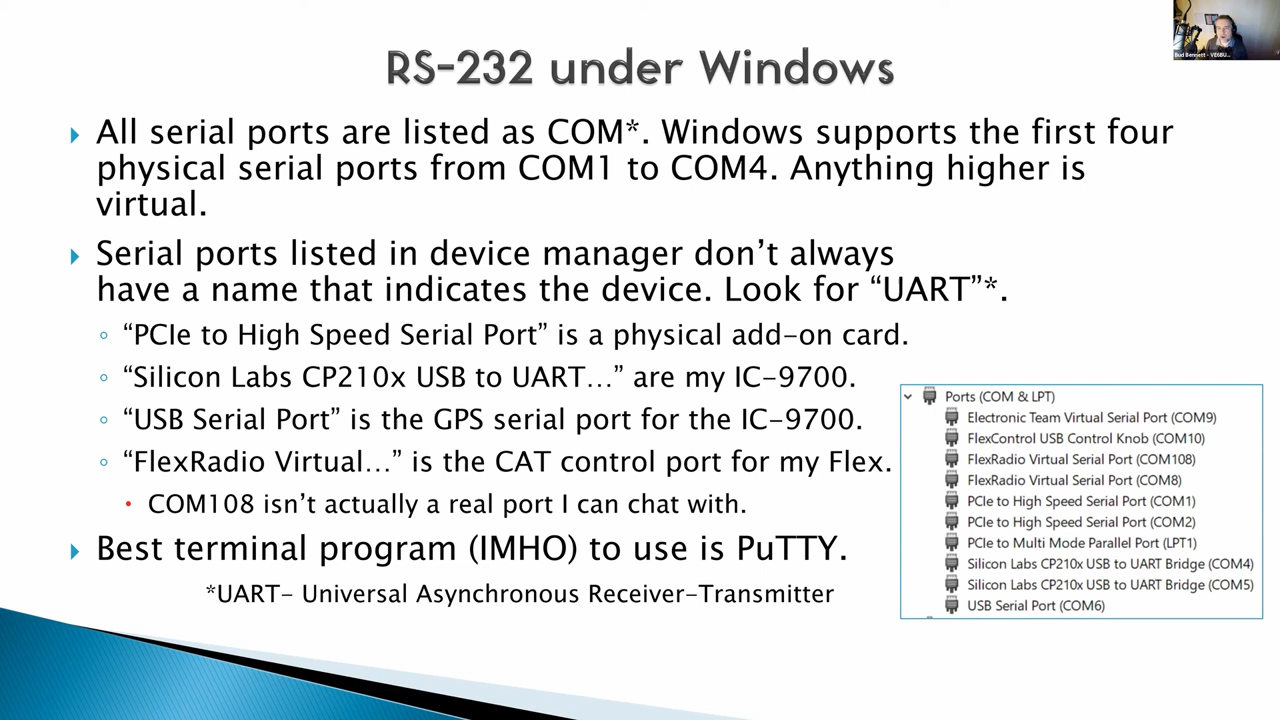 RS-232 under Windows
All serial ports are listed as COM*. Windows supports the first four
physical serial ports from COM1 to COM4. Anything higher is
virtual.
Serial ports listed in device manager don’t always
have a name that indicates the device. Look for “UART”*.
“PCIe to High Speed Serial Port” is a physical add-on card.
“Silicon Labs CP210x USB to UART…” are my IC-9700.
“USB Serial Port” is the GPS serial port for the IC-9700.
“FlexRadio Virtual…” is the CAT control port for my Flex.
COM108 isn’t actually a real port I can chat with.
Best terminal program (IMHO) to use is PuTTY.
*UART- Universal Asynchronous Receiver-Transmitter
Ports (COM & LPT)
Electronic Team Virtual Serial Port (COM9)
FlexControl USB Control Knob (COM10)
FlexRadio Virtual Serial Port (COM108)
FlexRadio Virtual Serial Port (COM8)
PCIe to High Speed Serial Port (COM1)
PCIe to High Speed Serial Port (COM2)
PCIe to Multi Mode Parallel Port (LPT1)
Silicon Labs CP210x USB to UART Bridge (COM4)
Silicon Labs CP210x USB to UART Bridge (COM5)
USB Serial Port (COM6)
Bud Bennett -